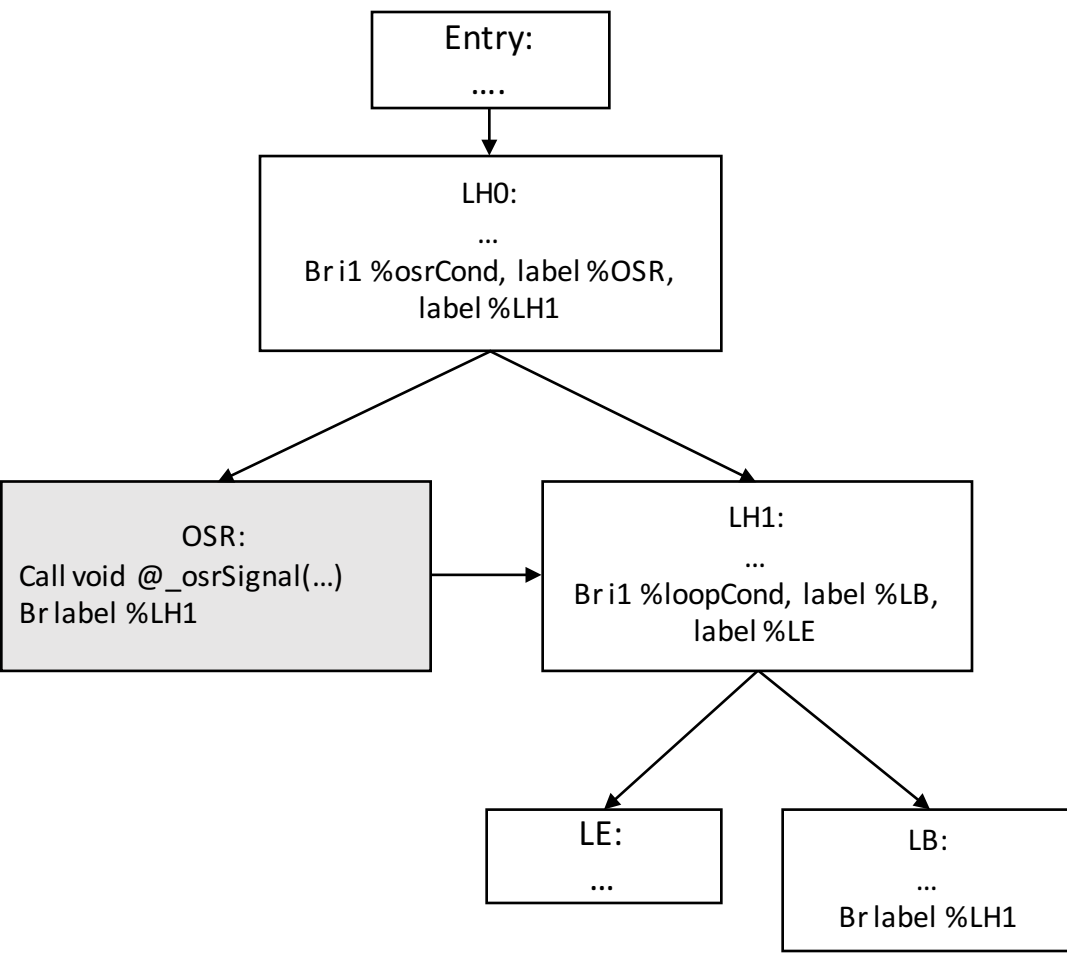 Entry:
....
LH0:
...
Br i1 %osrCond, label %OSR,
label %LH1
OSR:
Call void @_osrSignal(...)
Br label %LH1
LH1:
...
Br i1 %loopCond, label %LB,
label %LE
LE:
...
LB:
...
Br label %LH1